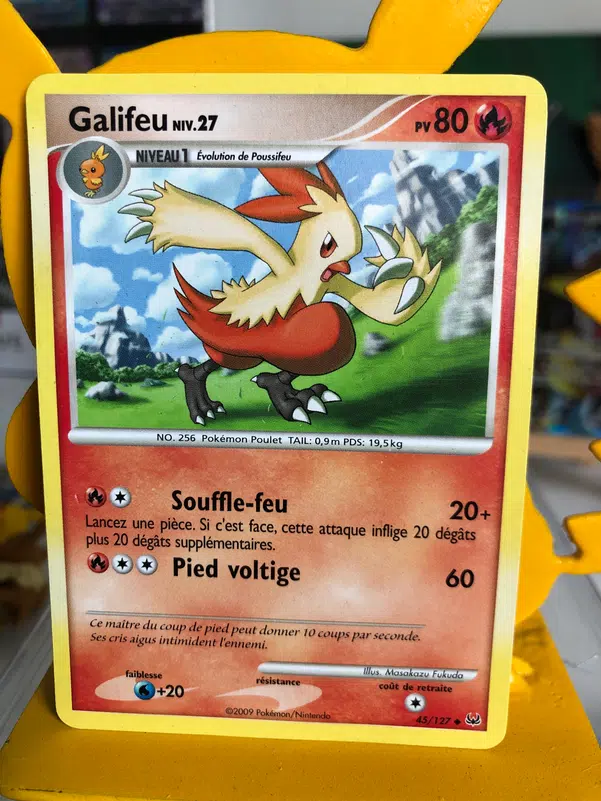 Galifeu NIV.27
PV 80
NIVEAU 1 Évolution de Poussifeu
NO. 256 Pokémon Poulet TAIL: 0,9m PDS: 19,5kg
Souffle-feu 20+
Lancez une pièce. Si c'est face, cette attaque inflige 20 dégâts
plus 20 dégâts supplémentaires.
Pied voltige 60
Ce maître du coup de pied peut donner 10 coups par seconde.
Ses cris aigus intimident l'ennemi.
Illus. Masakazu Fukuda
faiblesse résistance coût de retraite
+20
©2009 Pokémon/Nintendo
45/127